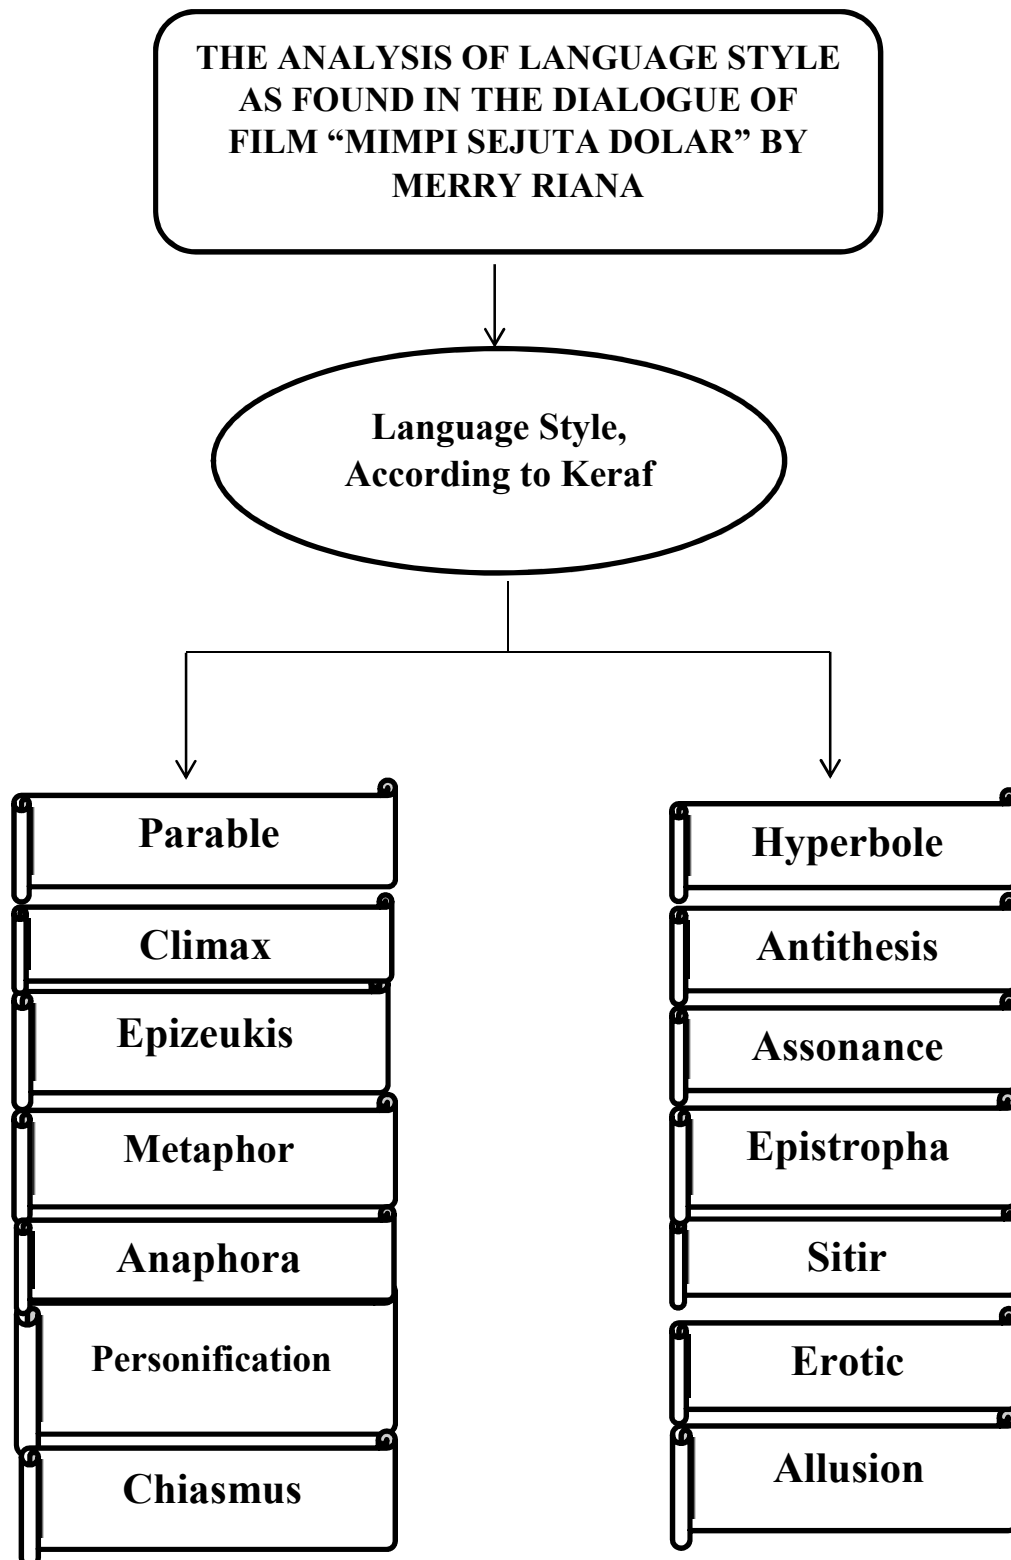 THE ANALYSIS OF LANGUAGE STYLE
AS FOUND IN THE DIALOGUE OF
FILM “MIMPI SEJUTA DOLAR” BY
MERRY RIANA
Language Style,
According to Keraf
Parable
Climax
Epizeukis
Metaphor
Anaphora
Personification
Chiasmus
Hyperbole
Antithesis
Assonance
Epistropha
Sitir
Erotic
Allusion